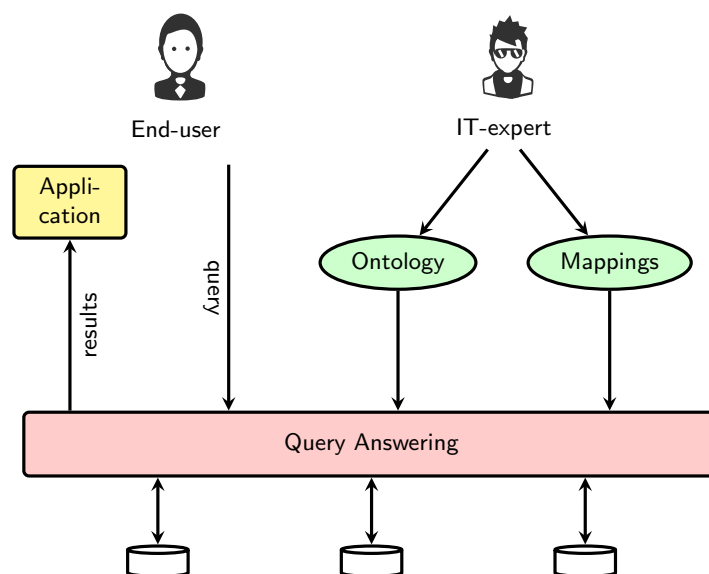 End-user
IT-expert
Appli-
cation
Ontology
Mappings
query
results
Query Answering